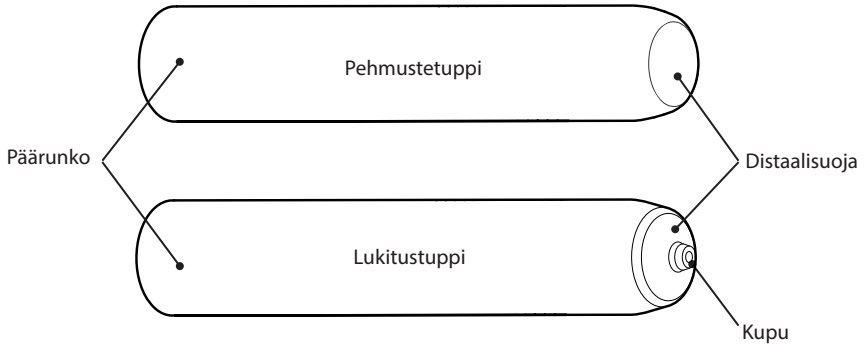 Pehmustetuppi
Päärunko
Distaalisuoja
Lukitustuppi
Kupu